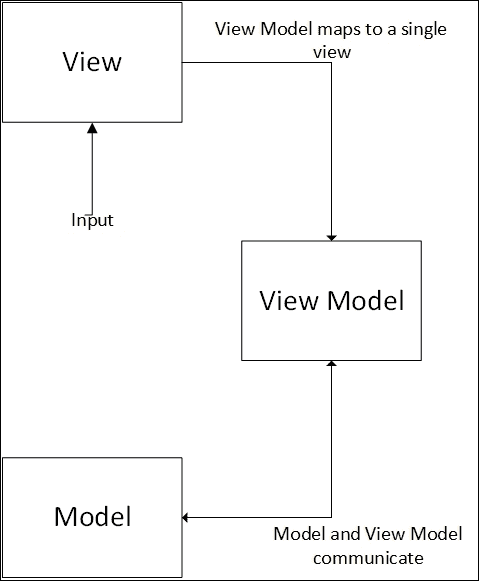 View
View Model maps to a single
view
Input
View Model
Model
Model and View Model
communicate